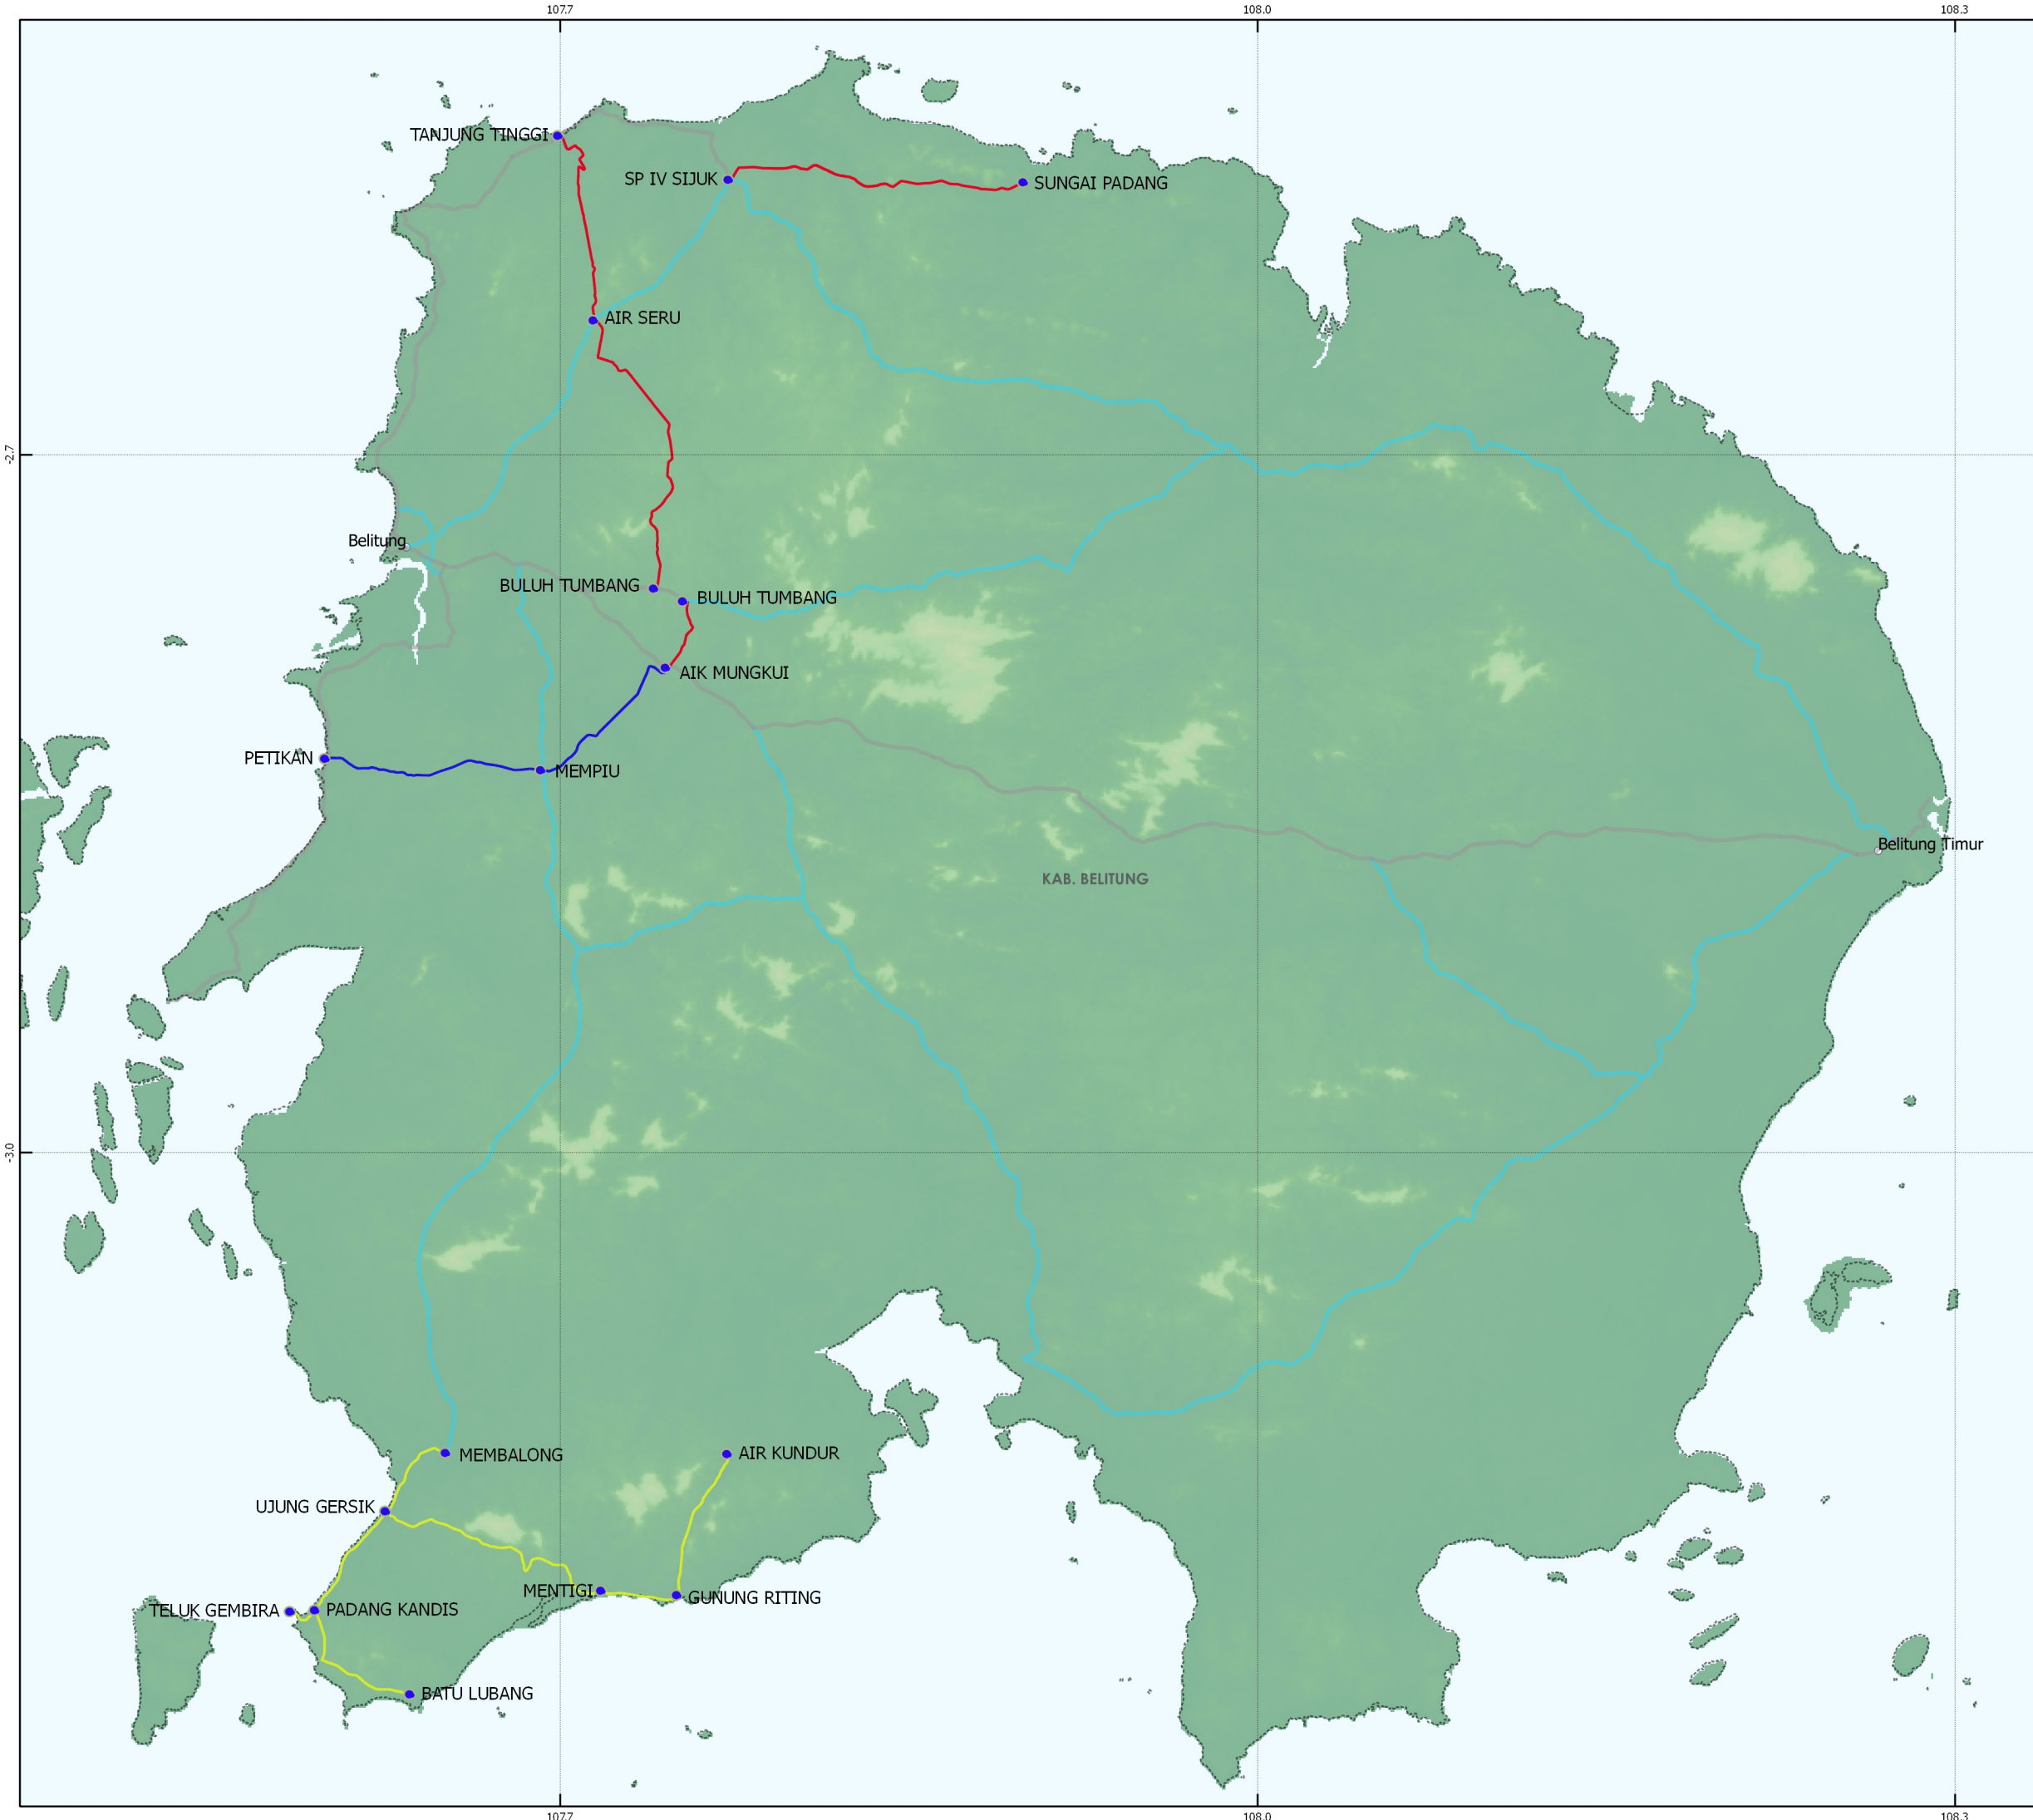 107.7
108.0
108.3
TANJUNG TINGGI
SP IV SIJUK
SUNGAI PADANG
AIR SERU
-2.7
Belitung
BULUH TUMBANG
BULUH TUMBANG
AIK MUNGKUI
PETIKAN
MEMPIU
Belitung Timur
KAB. BELITUNG
-3.0
MEMBALONG
AIR KUNDUR
UJUNG GERSIK
MENTIGI
GUNUNG RITING
TELUK GEMBIRA
PADANG KANDIS
BATU LUBANG
107.7
108.0
108.3